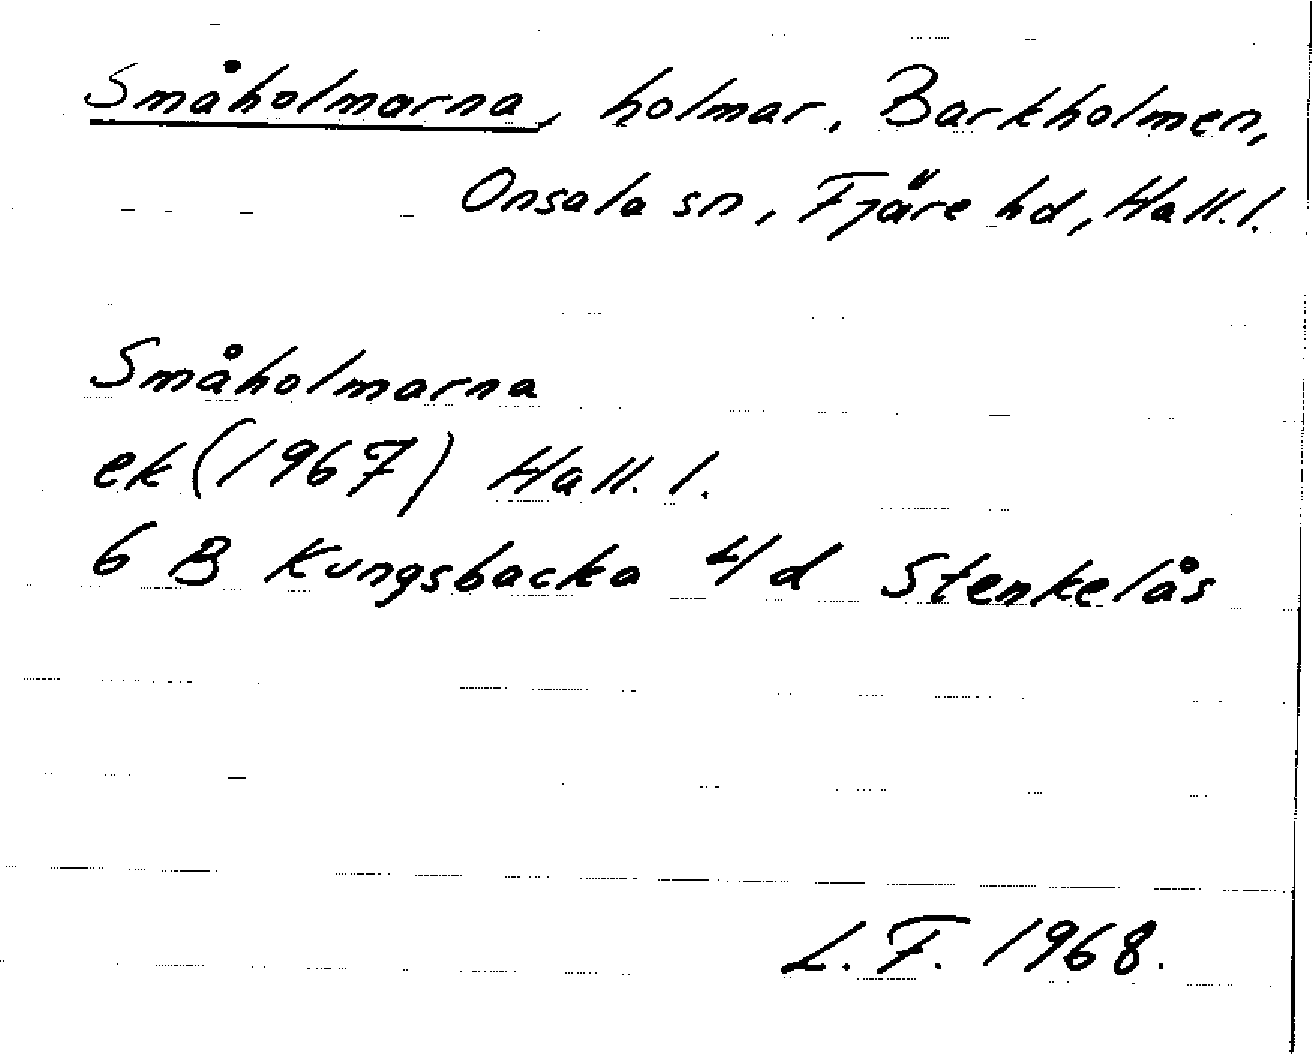 Småholmarna, holmar, Barkholmen,
Onsala sn, Fjäre hd, Hall.l.
Småholmarna
ek (1967) Hall. l.
6 B Kungsbacka 4/d Stenkelås
L. F. 1968.